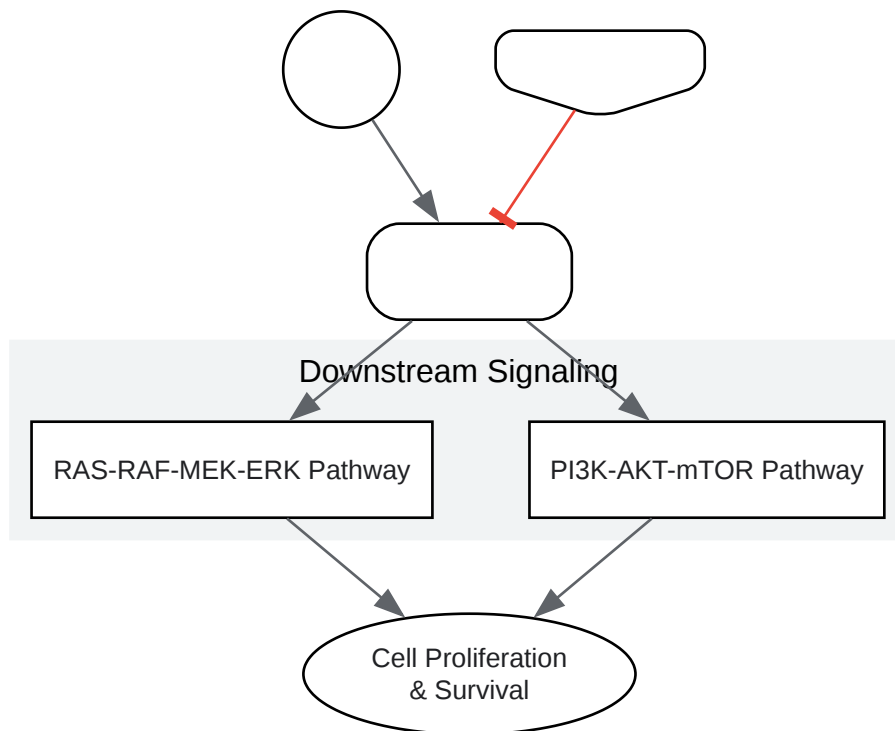 Downstream Signaling
RAS-RAF-MEK-ERK Pathway
PI3K-AKT-mTOR Pathway
Cell Proliferation
& Survival